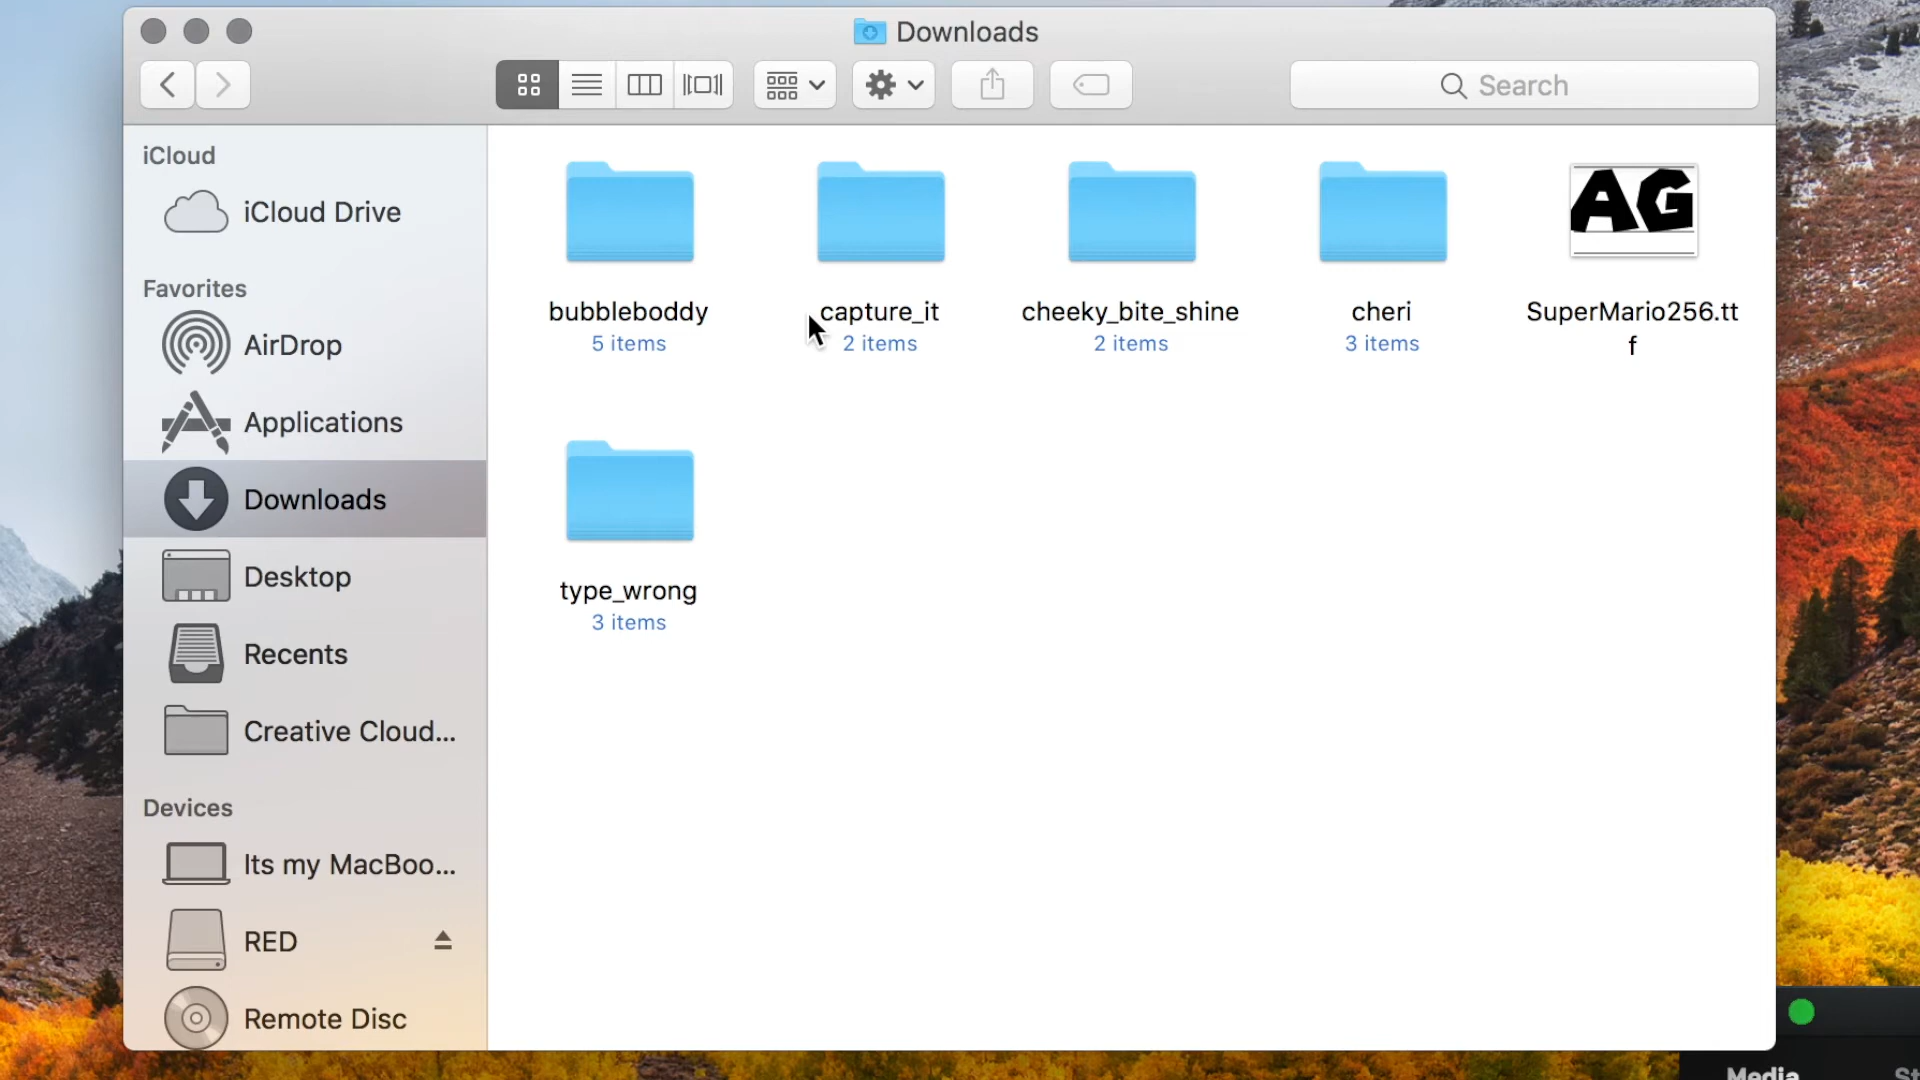 Downloads
Search
iCloud
iCloud Drive
Favorites
AirDrop
Applications
Downloads
Desktop
Recents
Creative Cloud...
Devices
Its my MacBoo...
RED
Remote Disc
bubbleboddy
5 items
capture_it
2 items
cheeky_bite_shine
2 items
cheri
3 items
AG
SuperMario256.tt
f
type_wrong
3 items
Media